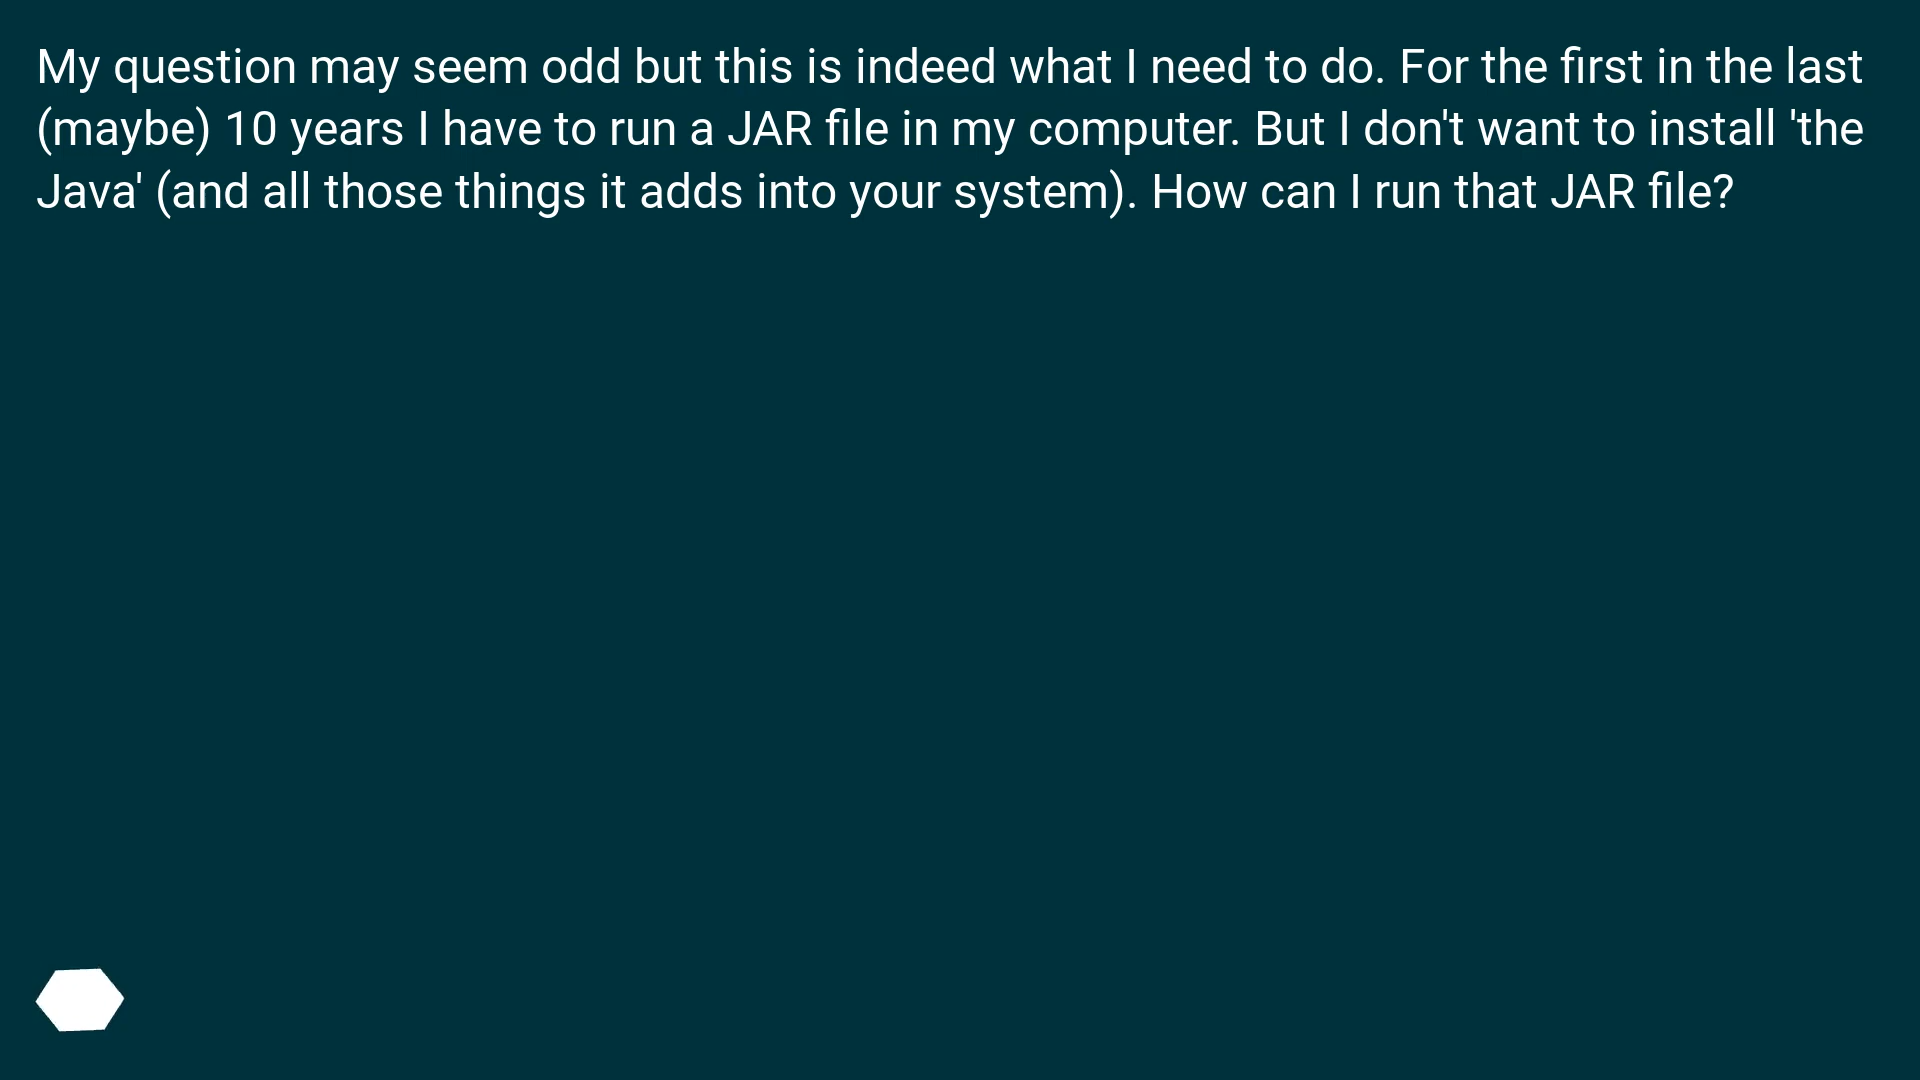 My question may seem odd but this is indeed what I need to do. For the first in the last
(maybe) 10 years I have to run a JAR file in my computer. But I don't want to install 'the
Java' (and all those things it adds into your system). How can I run that JAR file?